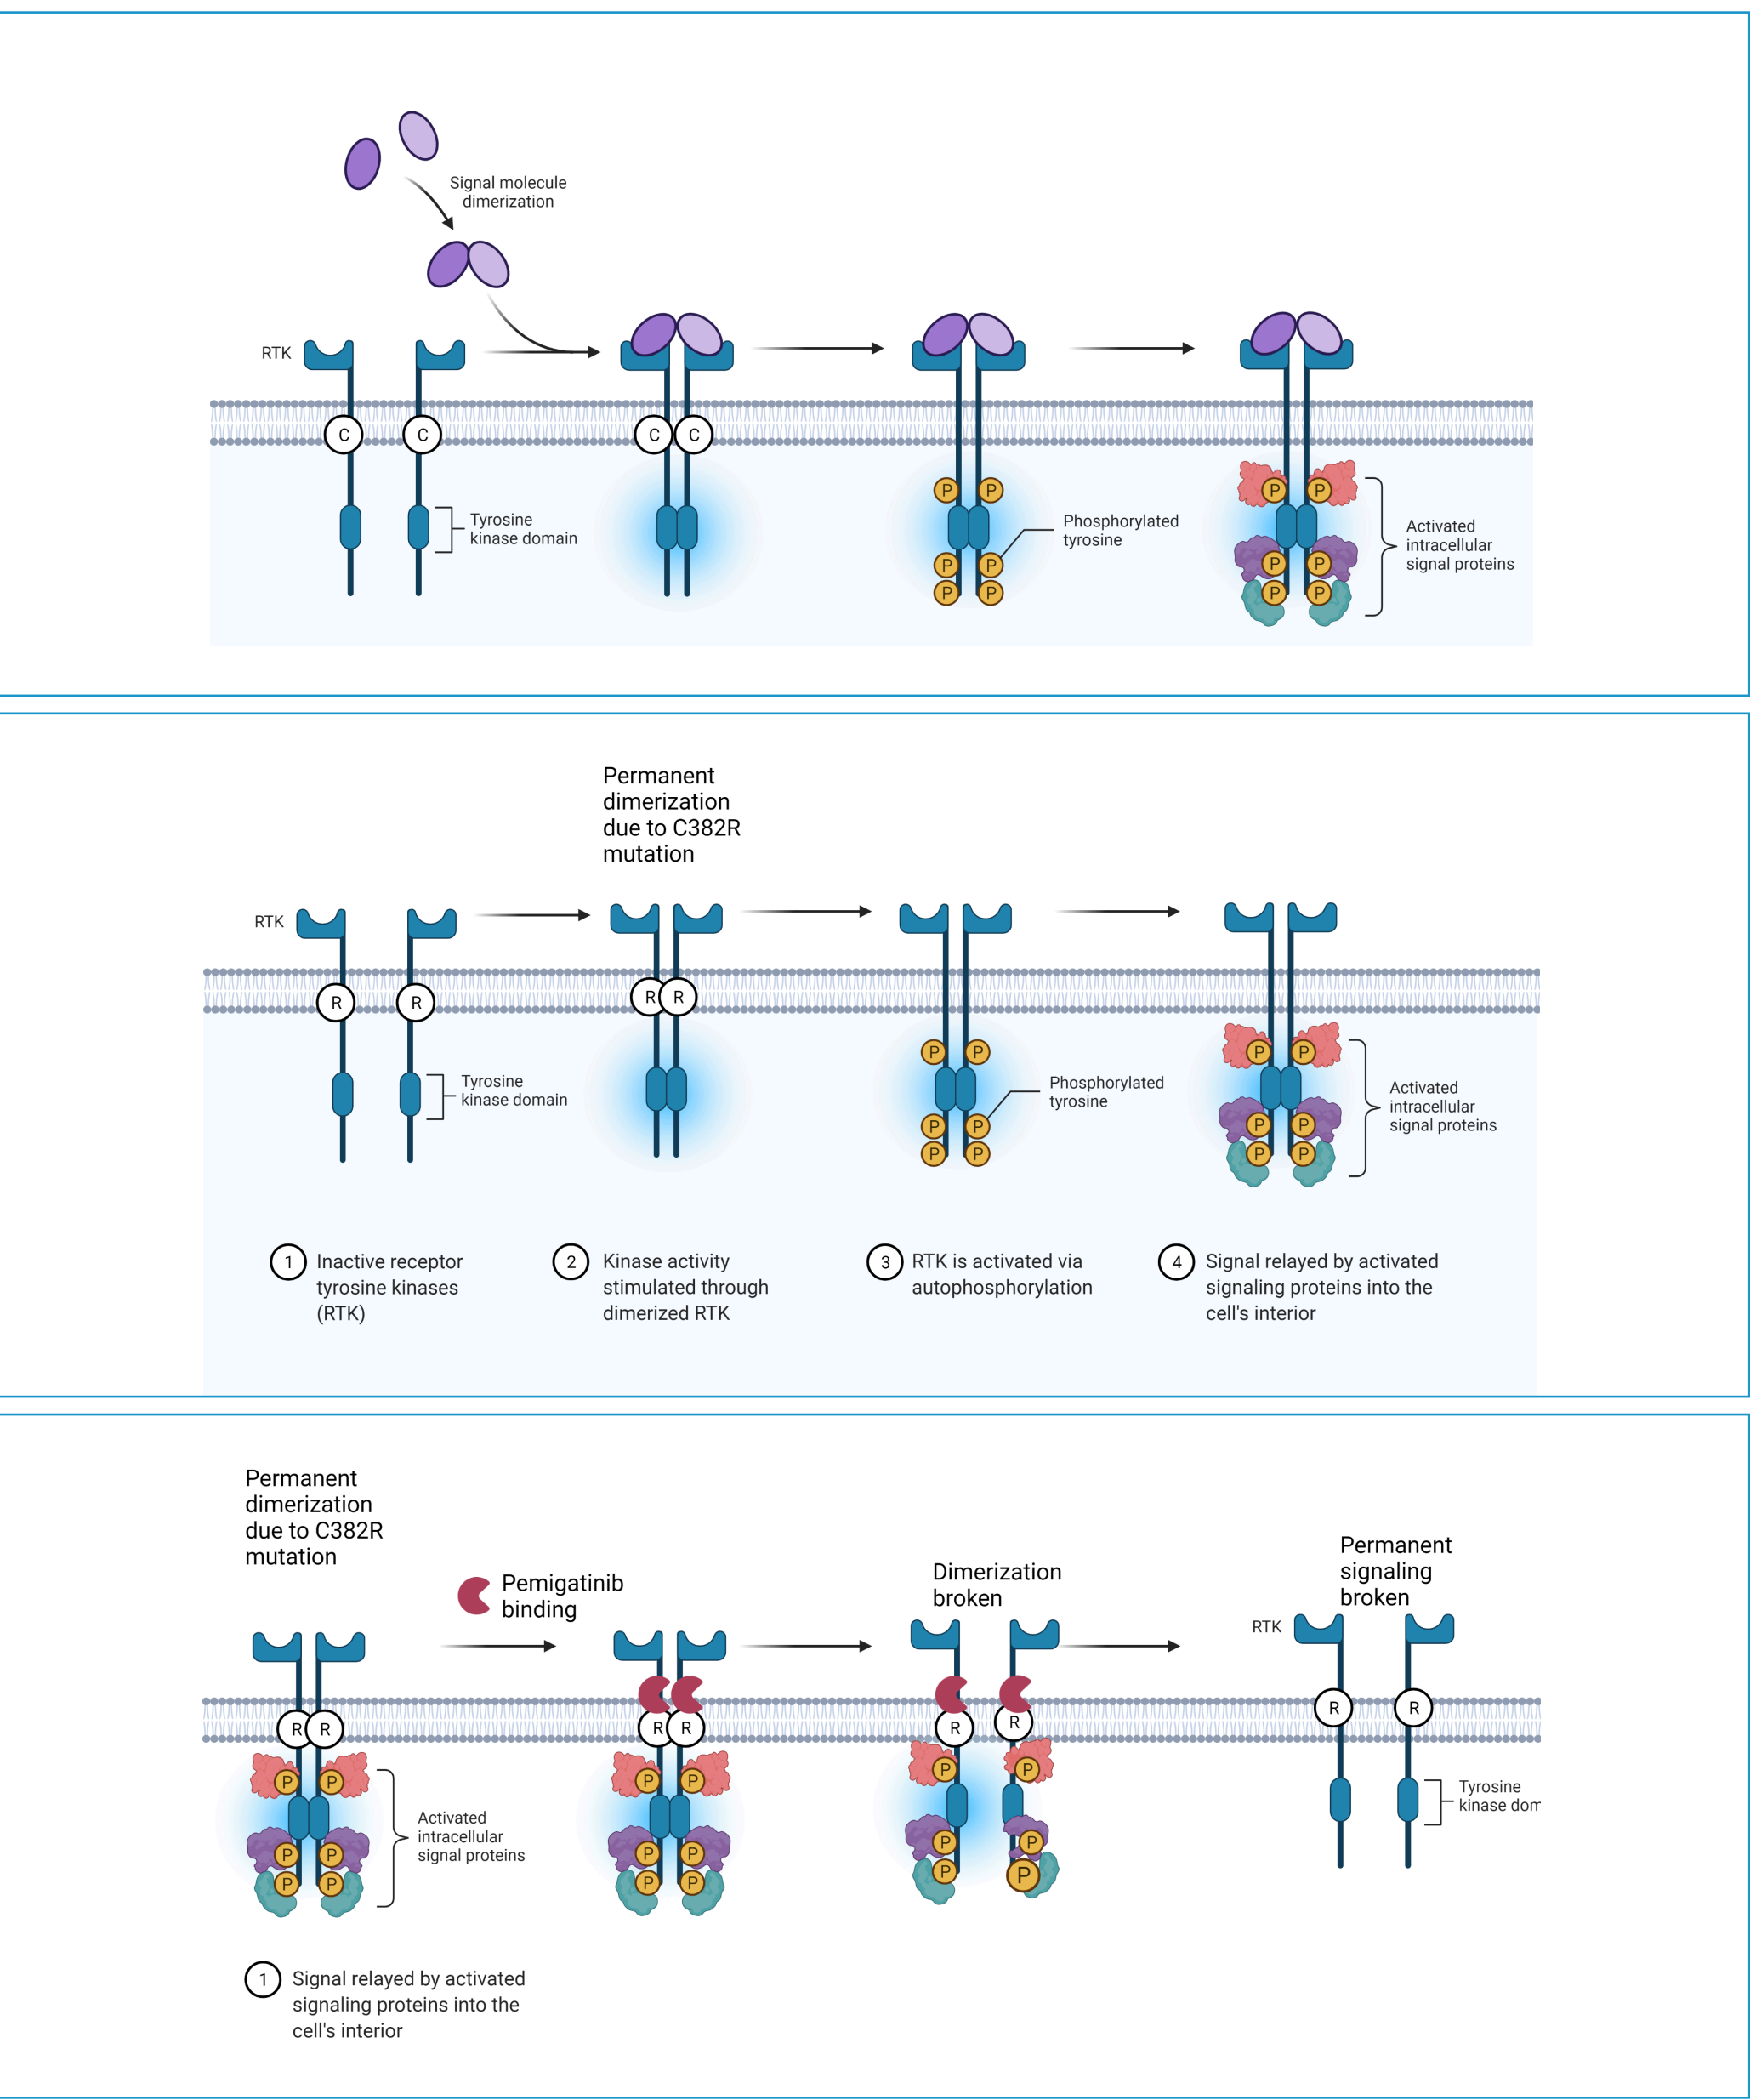 Signal molecule
dimerization
RTK
C
C
C
C
Tyrosine
kinase domain
P
P
P
P
P
P
Phosphorylated
tyrosine
P
P
P
P
P
P
Activated
intracellular
signal proteins
Permanent
dimerization
due to C382R
mutation
RTK
R
R
R
R
Tyrosine
kinase domain
P
P
P
P
P
P
Phosphorylated
tyrosine
P
P
P
P
P
P
Activated
intracellular
signal proteins
1
Inactive receptor
tyrosine kinases
(RTK)
2
Kinase activity
stimulated through
dimerized RTK
3
RTK is activated via
autophosphorylation
4
Signal relayed by activated
signaling proteins into the
cell's interior
Permanent
dimerization
due to C382R
mutation
Pemigatinib
binding
Dimerization
broken
Permanent
signaling
broken
RTK
R
R
R
R
R
R
R
R
P
P
P
P
P
P
Activated
intracellular
signal proteins
P
P
P
P
P
P
P
P
P
P
P
P
Tyrosine
kinase dom
1
Signal relayed by activated
signaling proteins into the
cell's interior